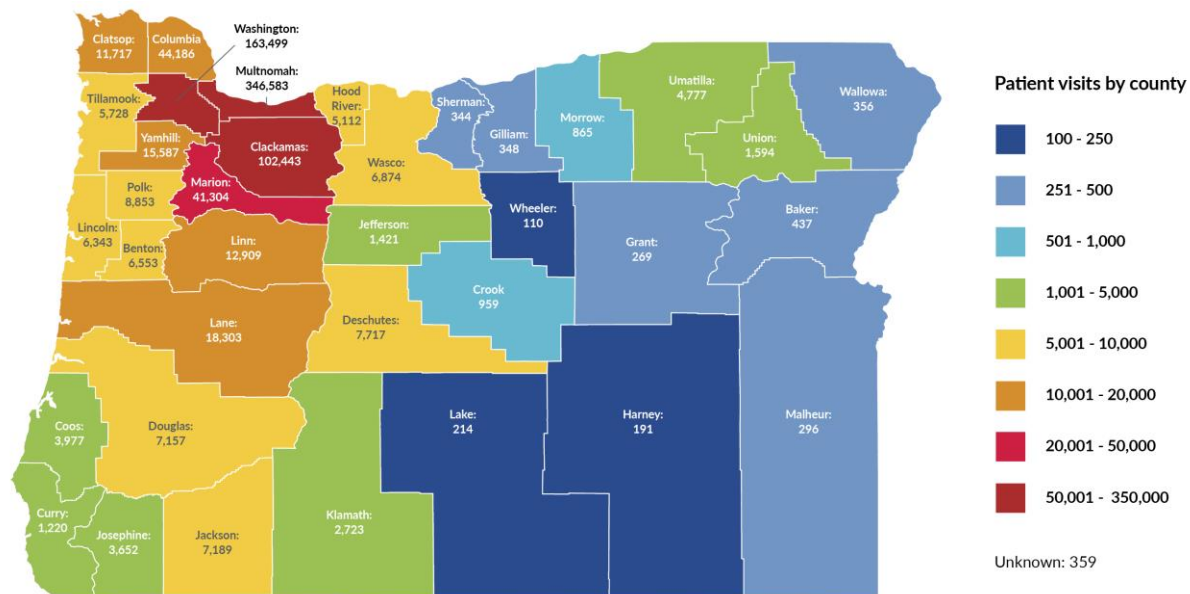 Washington:
163,499
Multnomah:
346,583
Clatsop:
11,717
Columbia
44,186
Tillamook:
5,728
Yamhill:
15,587
Clackamas:
102,443
Hood
River:
5,112
Wasco:
6,874
Sherman:
344
Gilliam:
348
Morrow:
865
Umatilla:
4,777
Union:
1,594
Wallowa:
356
Polk:
8,853
Marion:
41,304
Lincoln:
6,343
Benton:
6,553
Linn:
12,909
Jefferson:
1,421
Wheeler:
110
Grant:
269
Baker:
437
Crook
959
Lane:
18,303
Deschutes:
7,717
Coos:
3,977
Douglas:
7,157
Lake:
214
Harney:
191
Malheur:
296
Curry:
1,220
Josephine:
3,652
Jackson:
7,189
Klamath:
2,723
Patient visits by county
100 - 250
251 - 500
501 - 1,000
1,001 - 5,000
5,001 - 10,000
10,001 - 20,000
20,001 - 50,000
50,001 - 350,000
Unknown: 359